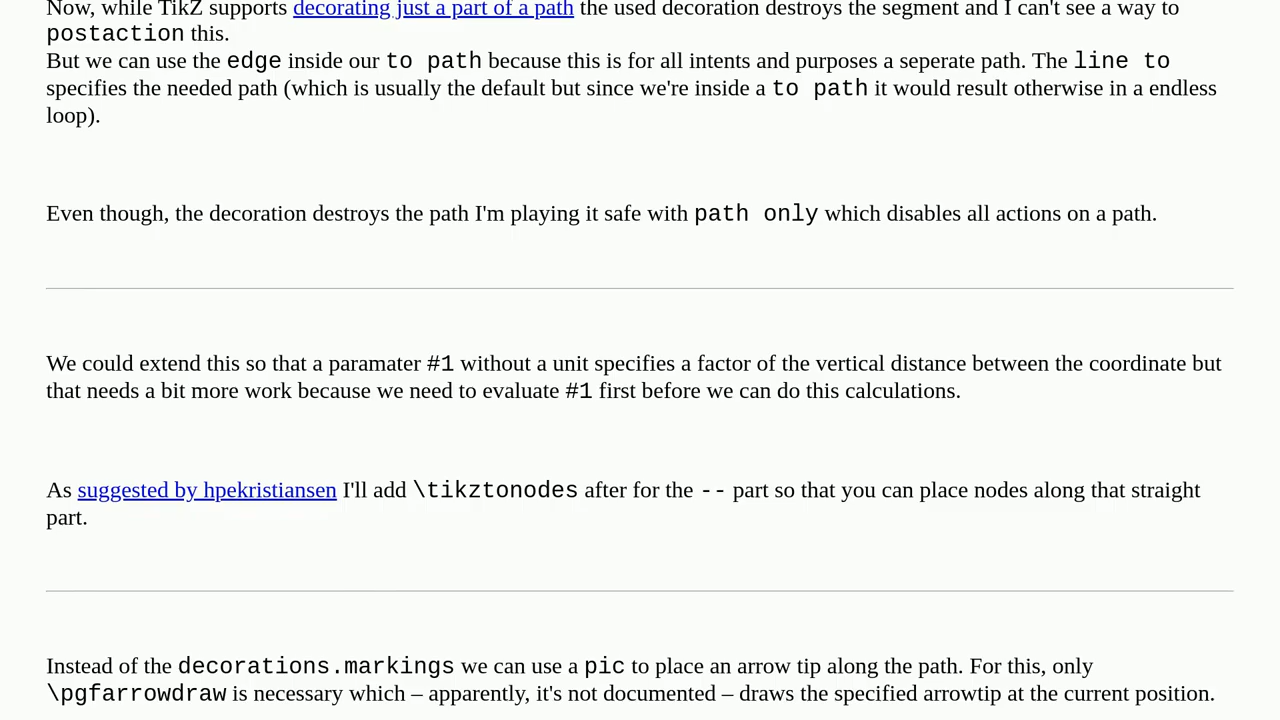 Now, while TikZ supports decorating just a part of a path the used decoration destroys the segment and I can't see a way to
postaction this.
But we can use the edge inside our to path because this is for all intents and purposes a seperate path. The line to
specifies the needed path (which is usually the default but since we're inside a to path it would result otherwise in a endless
loop).
Even though, the decoration destroys the path I'm playing it safe with path only which disables all actions on a path.
We could extend this so that a paramater #1 without a unit specifies a factor of the vertical distance between the coordinate but
that needs a bit more work because we need to evaluate #1 first before we can do this calculations.
As suggested by hpekristiansen I'll add \tikztonodes after for the -- part so that you can place nodes along that straight
part.
Instead of the decorations.markings we can use a pic to place an arrow tip along the path. For this, only
\pgfarrowdraw is necessary which – apparently, it's not documented – draws the specified arrowtip at the current position.